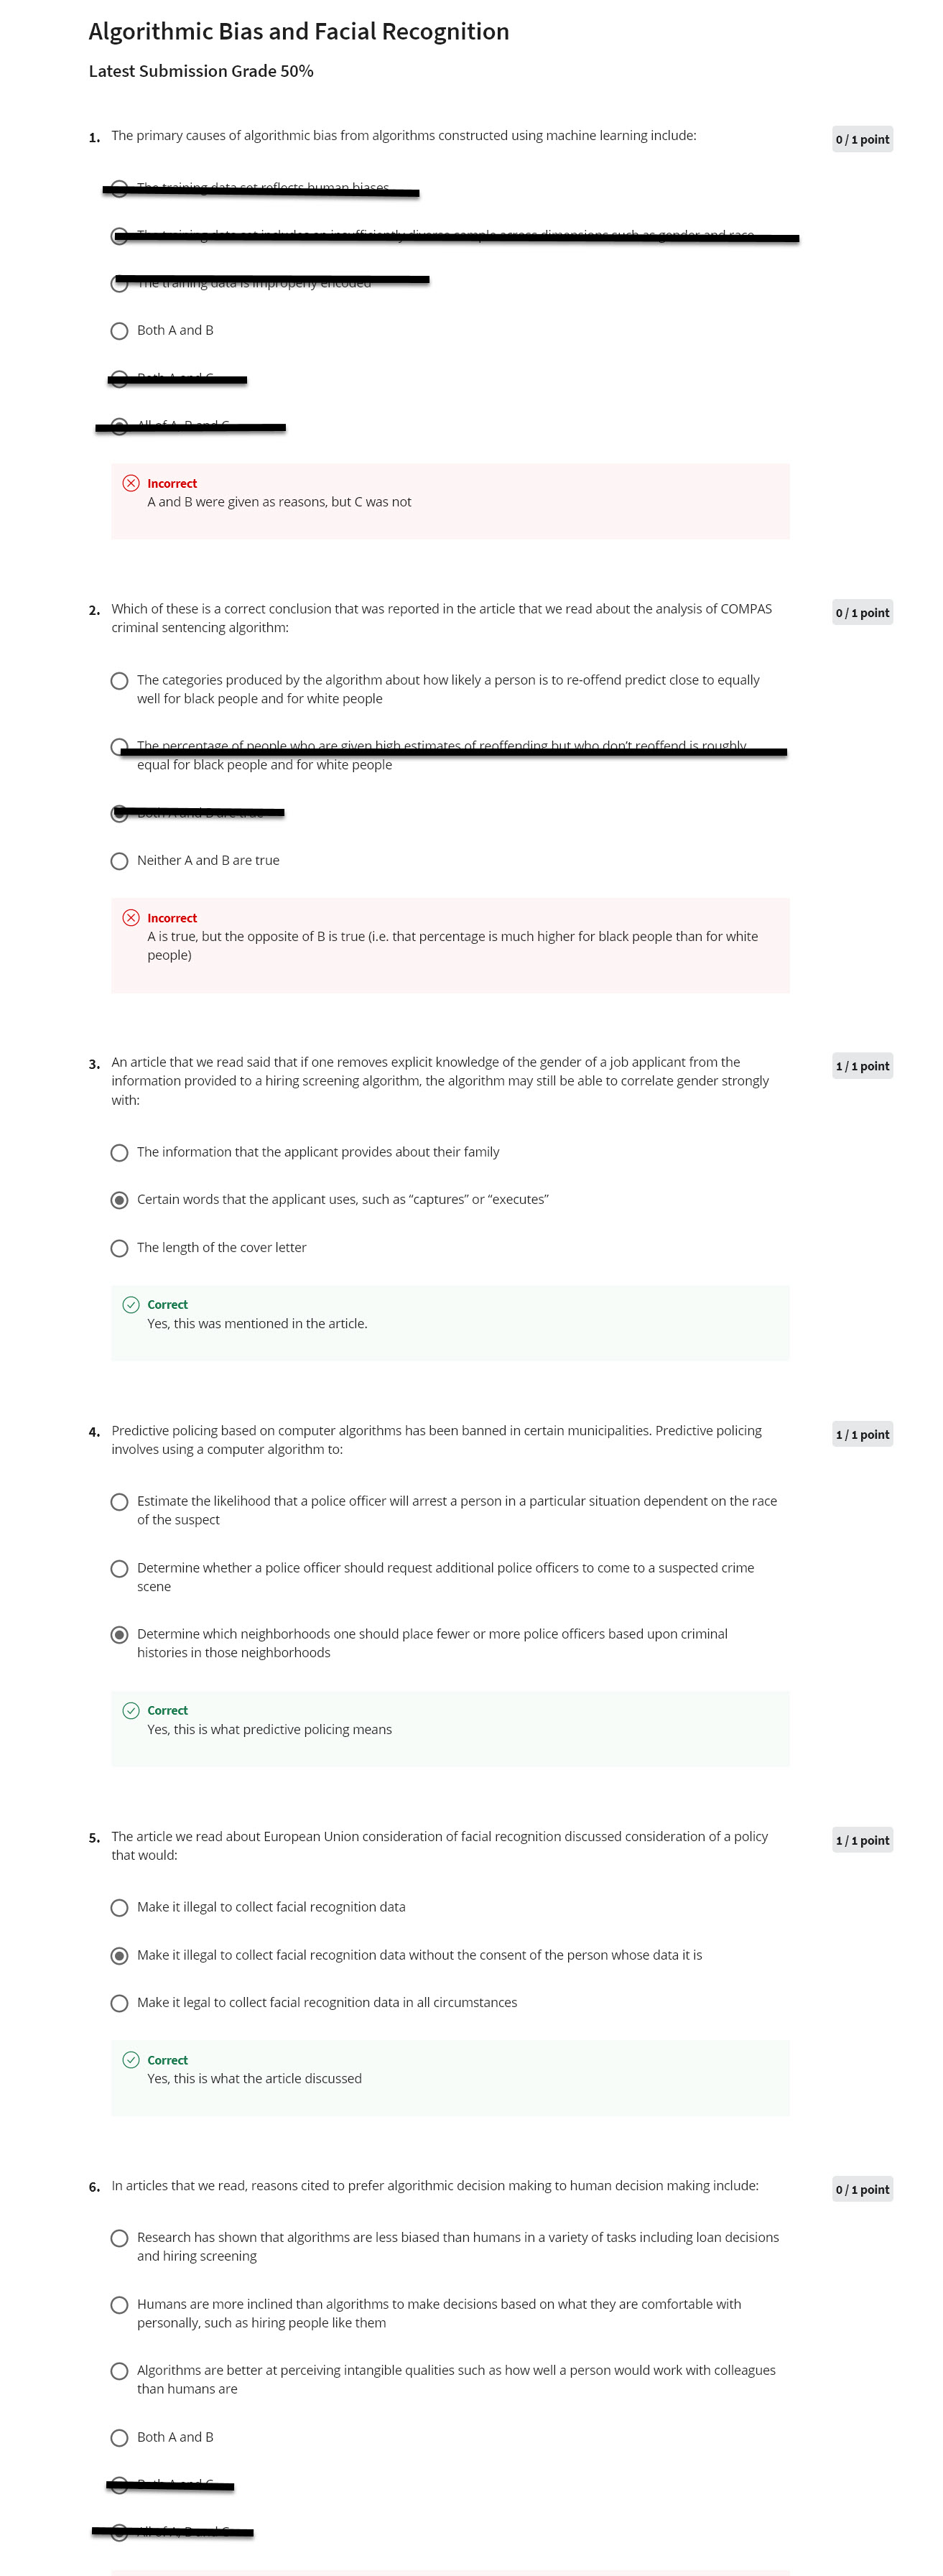 Algorithmic Bias and Facial Recognition
Latest Submission Grade 50%
1. The primary causes of algorithmic bias from algorithms constructed using machine learning include:
0 / 1 point
The training data set reflects human biases
The training data set includes an insufficiently diverse sample across dimensions such as gender and race
The training data is improperly encoded
Both A and B
Both A and C
All of A, B and C
Incorrect
A and B were given as reasons, but C was not
2. Which of these is a correct conclusion that was reported in the article that we read about the analysis of COMPAS
criminal sentencing algorithm:
0 / 1 point
The categories produced by the algorithm about how likely a person is to re-offend predict close to equally
well for black people and for white people
The percentage of people who are given high estimates of reoffending but who don't reoffend is roughly
equal for black people and for white people
Both A and B are true
Neither A and B are true
Incorrect
A is true, but the opposite of B is true (i.e. that percentage is much higher for black people than for white
people)
3. An article that we read said that if one removes explicit knowledge of the gender of a job applicant from the
information provided to a hiring screening algorithm, the algorithm may still be able to correlate gender strongly
with:
1 / 1 point
The information that the applicant provides about their family
Certain words that the applicant uses, such as “captures” or “executes”
The length of the cover letter
Correct
Yes, this was mentioned in the article.
4. Predictive policing based on computer algorithms has been banned in certain municipalities. Predictive policing
involves using a computer algorithm to:
1 / 1 point
Estimate the likelihood that a police officer will arrest a person in a particular situation dependent on the race
of the suspect
Determine whether a police officer should request additional police officers to come to a suspected crime
scene
Determine which neighborhoods one should place fewer or more police officers based upon criminal
histories in those neighborhoods
Correct
Yes, this is what predictive policing means
5. The article we read about European Union consideration of facial recognition discussed consideration of a policy
that would:
1 / 1 point
Make it illegal to collect facial recognition data
Make it illegal to collect facial recognition data without the consent of the person whose data it is
Make it legal to collect facial recognition data in all circumstances
Correct
Yes, this is what the article discussed
6. In articles that we read, reasons cited to prefer algorithmic decision making to human decision making include:
0 / 1 point
Research has shown that algorithms are less biased than humans in a variety of tasks including loan decisions
and hiring screening
Humans are more inclined than algorithms to make decisions based on what they are comfortable with
personally, such as hiring people like them
Algorithms are better at perceiving intangible qualities such as how well a person would work with colleagues
than humans are
Both A and B
Both A and C
All of A, B and C